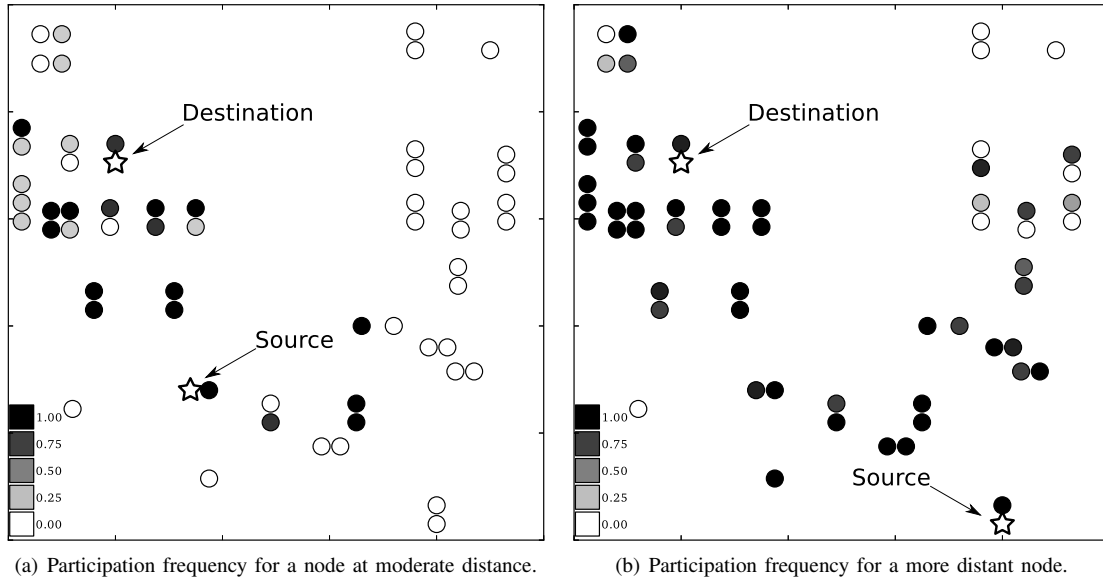 Destination
Source
1.00
0.75
0.50
0.25
0.00
(a) Participation frequency for a node at moderate distance.
Destination
Source
1.00
0.75
0.50
0.25
0.00
(b) Participation frequency for a more distant node.